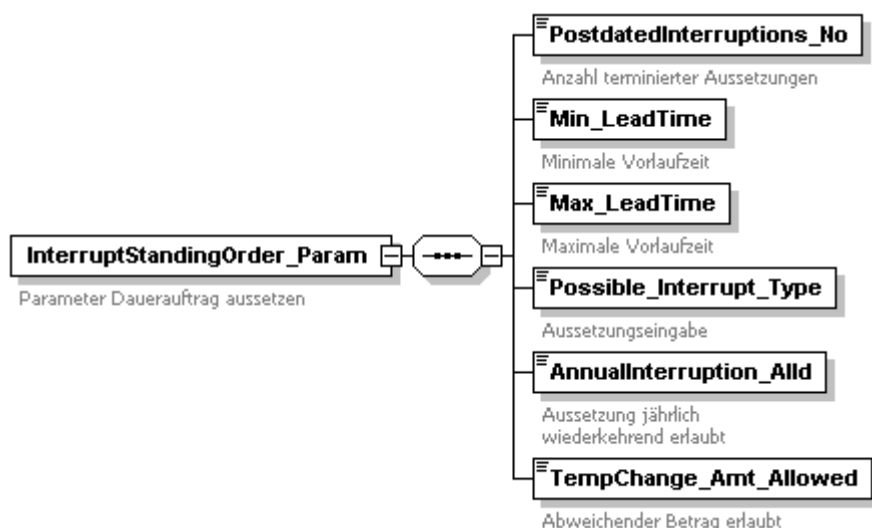 PostdatedInterruptions_No
Anzahl terminierter Aussetzungen
Min_LeadTime
Minimale Vorlaufzeit
Max_LeadTime
Maximale Vorlaufzeit
InterruptStandingOrder_Param
Parameter Dauerauftrag aussetzen
Possible_Interrupt_Type
Aussetzungseingabe
AnnualInterruption_Alld
Aussetzung jährlich
wiederkehrend erlaubt
TempChange_Amt_Allowed
Abweichender Betrag erlaubt